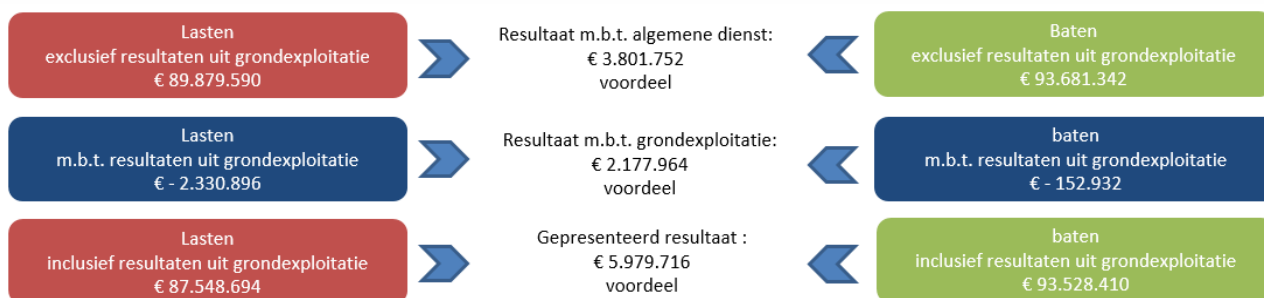 Lasten
exclusief resultaten uit grondexploitatie
€ 89.879.590
Resultaat m.b.t. algemene dienst:
€ 3.801.752
voordeel
Baten
exclusief resultaten uit grondexploitatie
€ 93.681.342
Lasten
m.b.t. resultaten uit grondexploitatie
€ - 2.330.896
Resultaat m.b.t. grondexploitatie:
€ 2.177.964
voordeel
baten
m.b.t. resultaten uit grondexploitatie
€ - 152.932
Lasten
inclusief resultaten uit grondexploitatie
€ 87.548.694
Gepresenteerd resultaat :
€ 5.979.716
voordeel
baten
inclusief resultaten uit grondexploitatie
€ 93.528.410